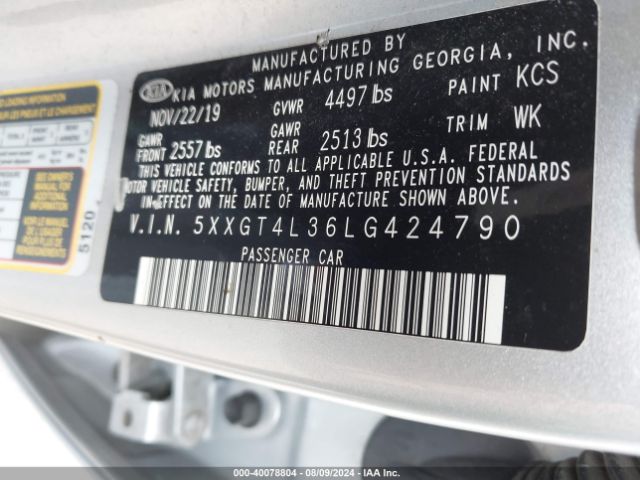 MANUFACTURED BY
KIA KIA MOTORS MANUFACTURING GEORGIA, INC.
NOV/22/19 GVWR 4497 lbs PAINT KCS
GAWR FRONT 2557 lbs GAWR REAR 2513 lbs TRIM WK
THIS VEHICLE CONFORMS TO ALL APPLICABLE U.S.A. FEDERAL
MOTOR VEHICLE SAFETY, BUMPER, AND THEFT PREVENTION STANDARDS
IN EFFECT ON THE DATE OF MANUFACTURE SHOWN ABOVE.
V.I.N. 5XXGT4L36LG424790
PASSENGER CAR
LOADING INFORMATION
5120
000-40078804 - 08/09/2024 - IAA Inc.